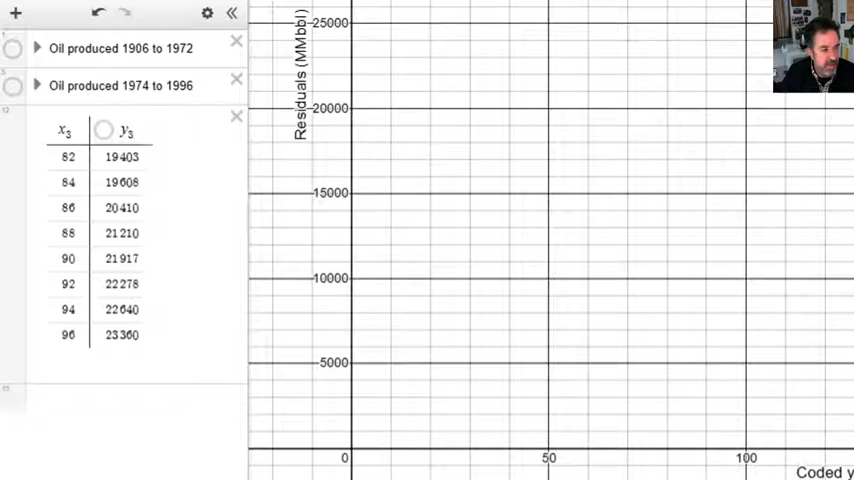 Oil produced 1906 to 1972
Oil produced 1974 to 1996
12
x3 y3
82 19403
84 19608
86 20410
88 21210
90 21917
92 22278
94 22640
96 23360
Residuals (MMbbl)
25000
20000
15000
10000
5000
0 50 100
Coded y